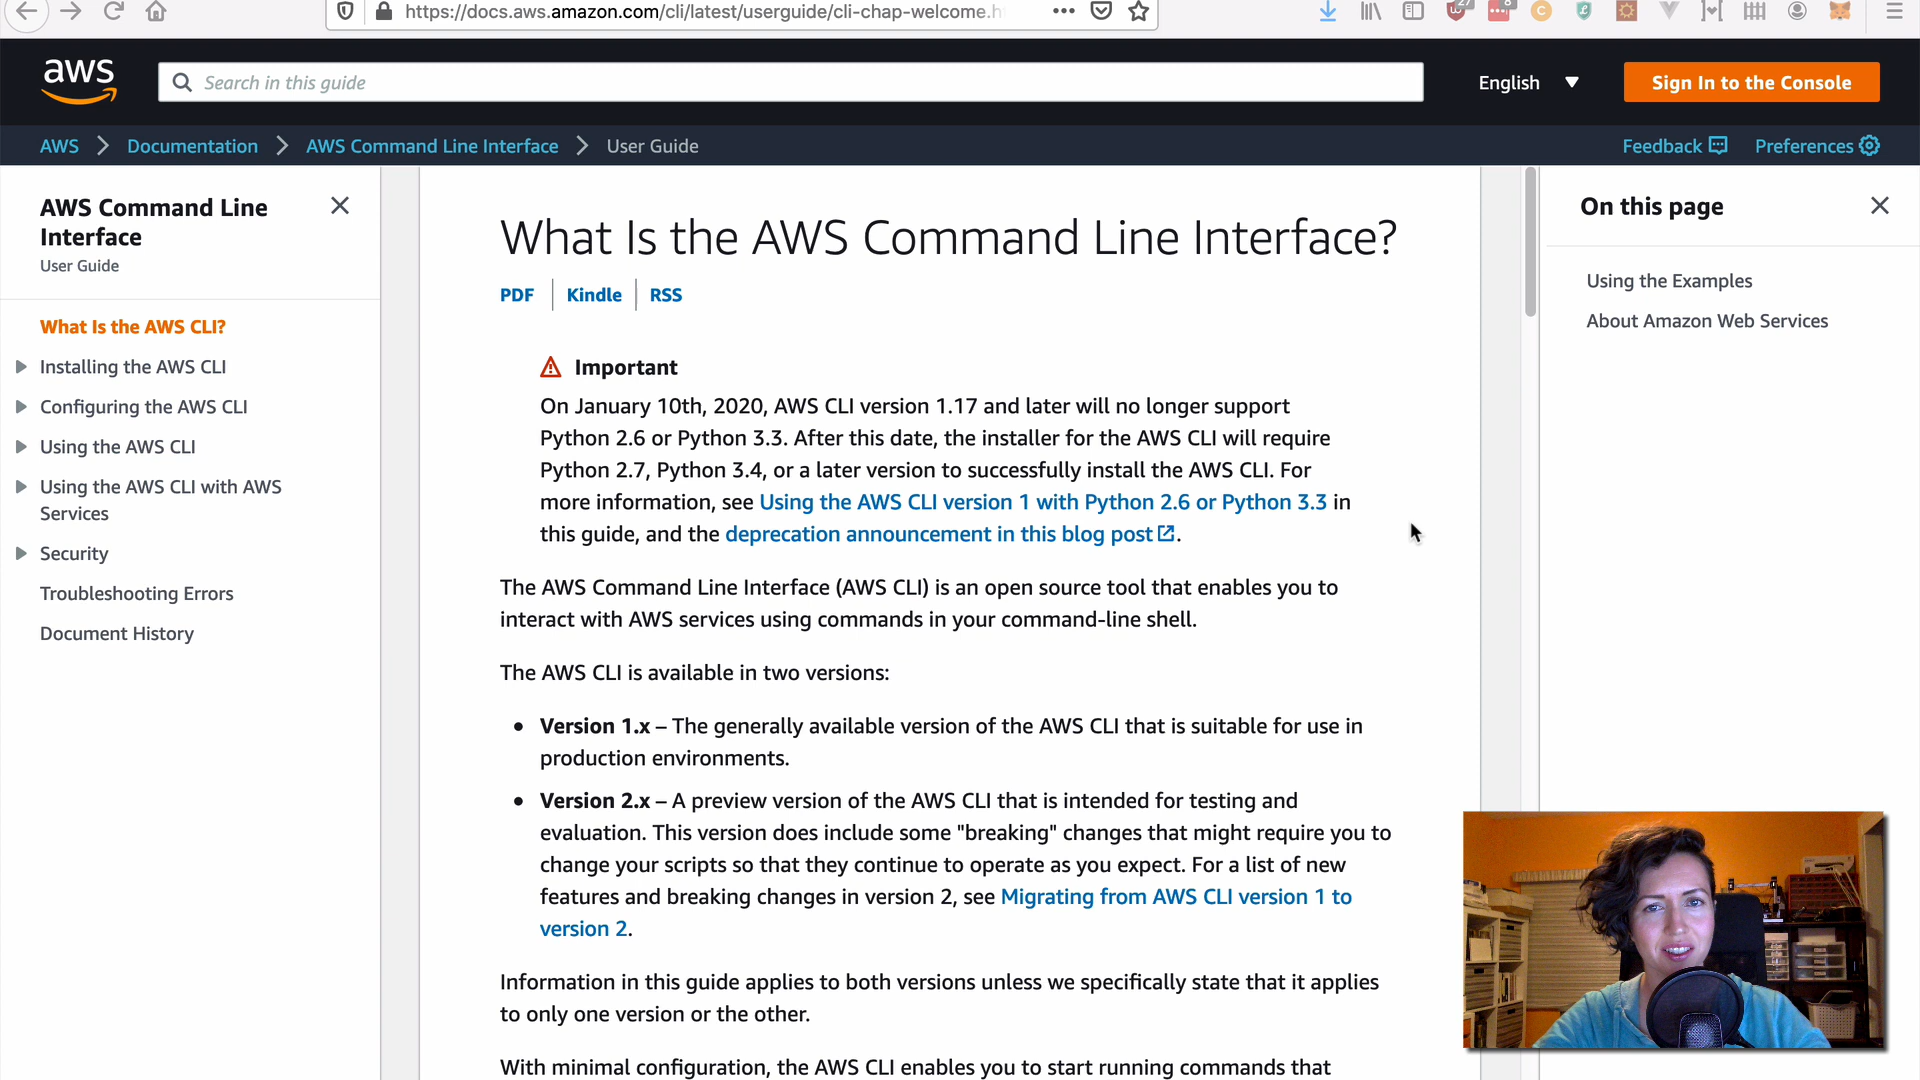 https://docs.aws.amazon.com/cli/latest/userguide/cli-chap-welcome.h
27
8
aws
Search in this guide
English
Sign In to the Console
AWS
Documentation
AWS Command Line Interface
User Guide
Feedback
Preferences
AWS Command Line
Interface
User Guide
What Is the AWS CLI?
Installing the AWS CLI
Configuring the AWS CLI
Using the AWS CLI
Using the AWS CLI with AWS
Services
Security
Troubleshooting Errors
Document History
What Is the AWS Command Line Interface?
PDF
Kindle
RSS
Important
On January 10th, 2020, AWS CLI version 1.17 and later will no longer support
Python 2.6 or Python 3.3. After this date, the installer for the AWS CLI will require
Python 2.7, Python 3.4, or a later version to successfully install the AWS CLI. For
more information, see Using the AWS CLI version 1 with Python 2.6 or Python 3.3 in
this guide, and the deprecation announcement in this blog post.
The AWS Command Line Interface (AWS CLI) is an open source tool that enables you to
interact with AWS services using commands in your command-line shell.
The AWS CLI is available in two versions:
• Version 1.x – The generally available version of the AWS CLI that is suitable for use in
production environments.
• Version 2.x – A preview version of the AWS CLI that is intended for testing and
evaluation. This version does include some "breaking" changes that might require you to
change your scripts so that they continue to operate as you expect. For a list of new
features and breaking changes in version 2, see Migrating from AWS CLI version 1 to
version 2.
Information in this guide applies to both versions unless we specifically state that it applies
to only one version or the other.
With minimal configuration, the AWS CLI enables you to start running commands that
On this page
Using the Examples
About Amazon Web Services